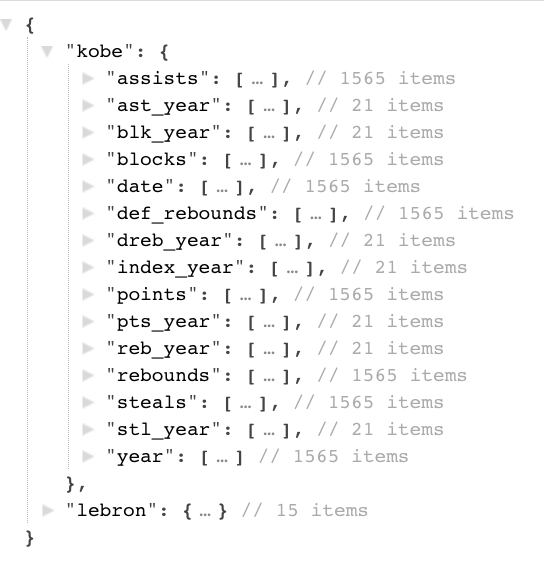 {
"kobe": {
"assists": [ … ], // 1565 items
"ast_year": [ … ], // 21 items
"blk_year": [ … ], // 21 items
"blocks": [ … ], // 1565 items
"date": [ … ], // 1565 items
"def_rebounds": [ … ], // 1565 items
"dreb_year": [ … ], // 21 items
"index_year": [ … ], // 21 items
"points": [ … ], // 1565 items
"pts_year": [ … ], // 21 items
"reb_year": [ … ], // 21 items
"rebounds": [ … ], // 1565 items
"steals": [ … ], // 1565 items
"stl_year": [ … ], // 21 items
"year": [ … ] // 1565 items
},
"lebron": { … } // 15 items
}